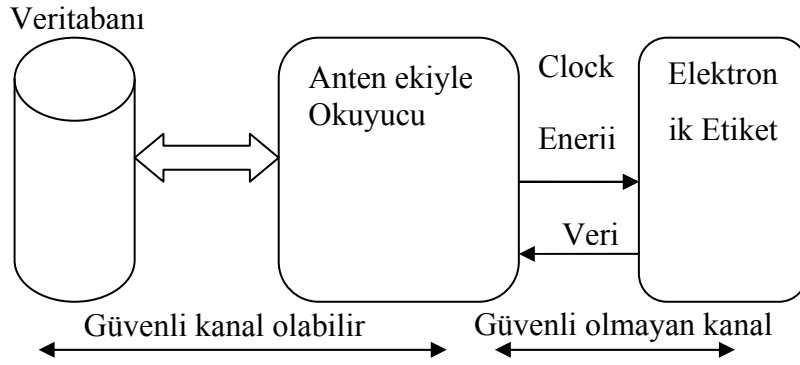 Veritabanı
Anten ekiyle
Okuyucu
Clock
Enerii
Veri
Elektron
ik Etiket
Güvenli kanal olabilir
Güvenli olmayan kanal